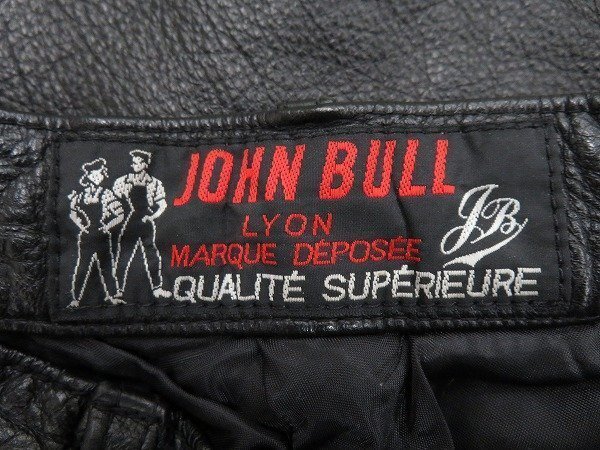 JOHN BULL
LYON
MARQUE DÉPOSÉE
JB
QUALITÉ SUPÉRIEURE